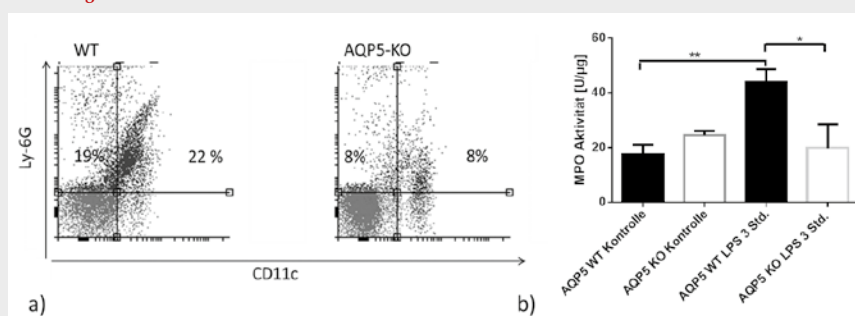 WT
AQP5-KO
Ly-6G
19%
22 %
8%
8%
CD11c
a)
MPO Aktivitat [U/µg]
60
40
20
0
**
*
AQP5 WT Kontrolle
AQP5 KO Kontrolle
AQP5 WT LPS 3 Std.
AQP5 KO LPS 3 Std.
b)